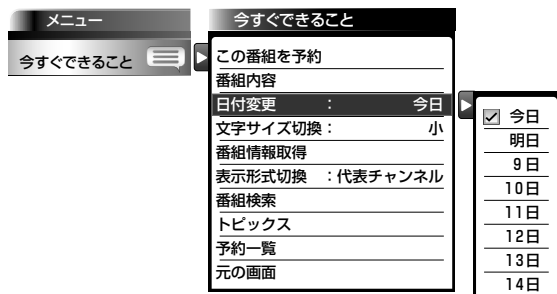 メニュー
今すぐできること
今すぐできること
この番組を予約
番組内容
日付変更 : 今日
文字サイズ切換 : 小
番組情報取得
表示形式切換 : 代表チャンネル
番組検索
トピックス
予約一覧
元の画面
今日
明日
9日
10日
11日
12日
13日
14日